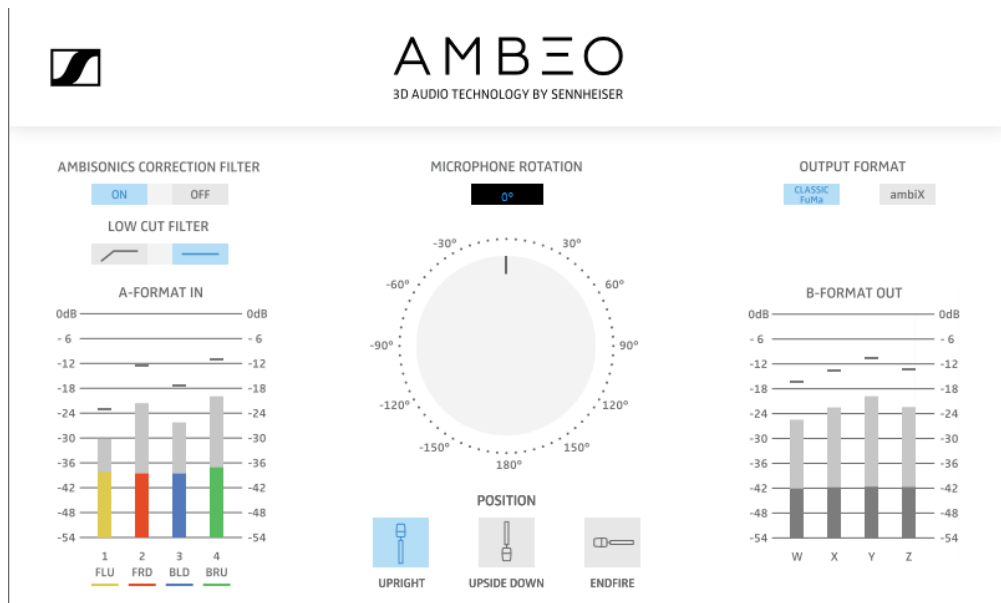 AMBEO
3D AUDIO TECHNOLOGY BY SENNHEISER
AMBISONICS CORRECTION FILTER
ON OFF
LOW CUT FILTER
A-FORMAT IN
0dB 0dB
- 6 - 6
-12 -12
-18 -18
-24 -24
-30 -30
-36 -36
-42 -42
-48 -48
-54 -54
1 2 3 4
FLU FRD BLD BRU
MICROPHONE ROTATION
0°
-30° 30°
-60° 60°
-90° 90°
-120° 120°
-150° 150°
180°
POSITION
UPRIGHT UPSIDE DOWN ENDFIRE
OUTPUT FORMAT
CLASSIC
FuMa
ambiX
B-FORMAT OUT
0dB 0dB
- 6 - 6
-12 -12
-18 -18
-24 -24
-30 -30
-36 -36
-42 -42
-48 -48
-54 -54
W X Y Z